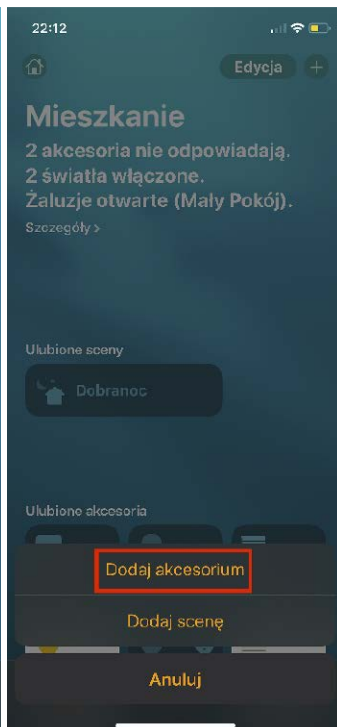 22:12
Edycja
Mieszkanie
2 akcesoria nie odpowiadają.
2 światła włączone.
Żaluzje otwarte (Mały Pokój).
Szczegóły >
Ulubione sceny
Dobranoc
Ulubione akcesoria
Dodaj akcesorium
Dodaj scenę
Anuluj